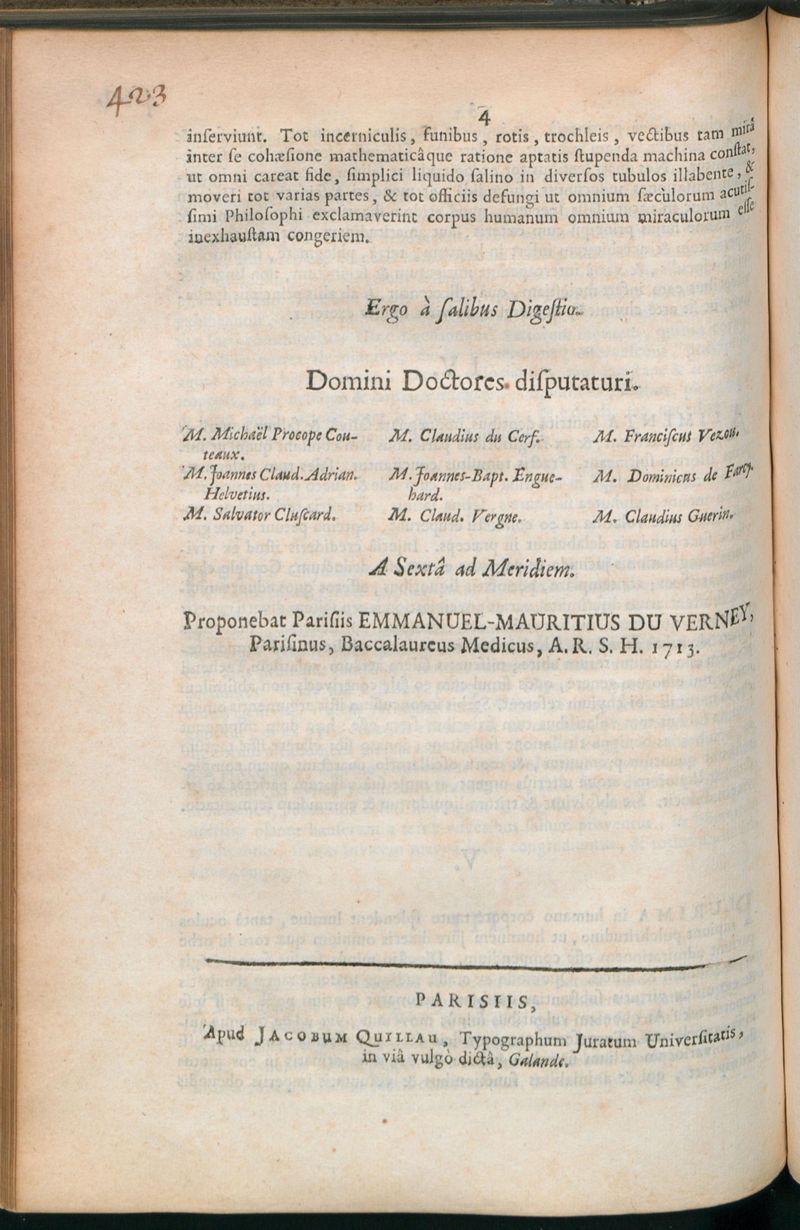 423
4
inſerviunt. Tot incerniculis, funibus, rotis, trochleis, vectibus tam mirâ
inter ſe cohæſione mathematicâque ratione aptatis ſtupenda machina conſtat,
ut omni careat fide, ſimplici liquido ſalino in diverſos tubulos illabente, &
moveri tot varias partes, & tot officiis defungi ut omnium ſæculorum acutiſ-
ſimi Philoſophi exclamaverint corpus humanum omnium miraculorum eſſe
inexhauſtam congeriem.
Ergo à ſalibus Digeſtio.
Domini Doctores diſputaturi.
M. Michaël Procope Cou-
teaux.
M. Joannes Claud. Adrian.
Helvetius.
M. Salvator Cluſcard.
M. Claudius du Cerf.
M. Joannes-Bapt. Engue-
hard.
M. Claud. Vergne.
M. Franciſcus Vezou.
M. Dominicus de Farcy.
M. Claudius Guerin.
A Sextâ ad Meridiem.
Proponebat Pariſiis EMMANUEL-MAURITIUS DU VERNEY,
Pariſinus, Baccalaureus Medicus, A. R. S. H. 1713.
PARISIIS,
Apud JACOBUM QUILLAU, Typographum Juratum Univerſitatis,
in viâ vulgò dictâ, Galande.